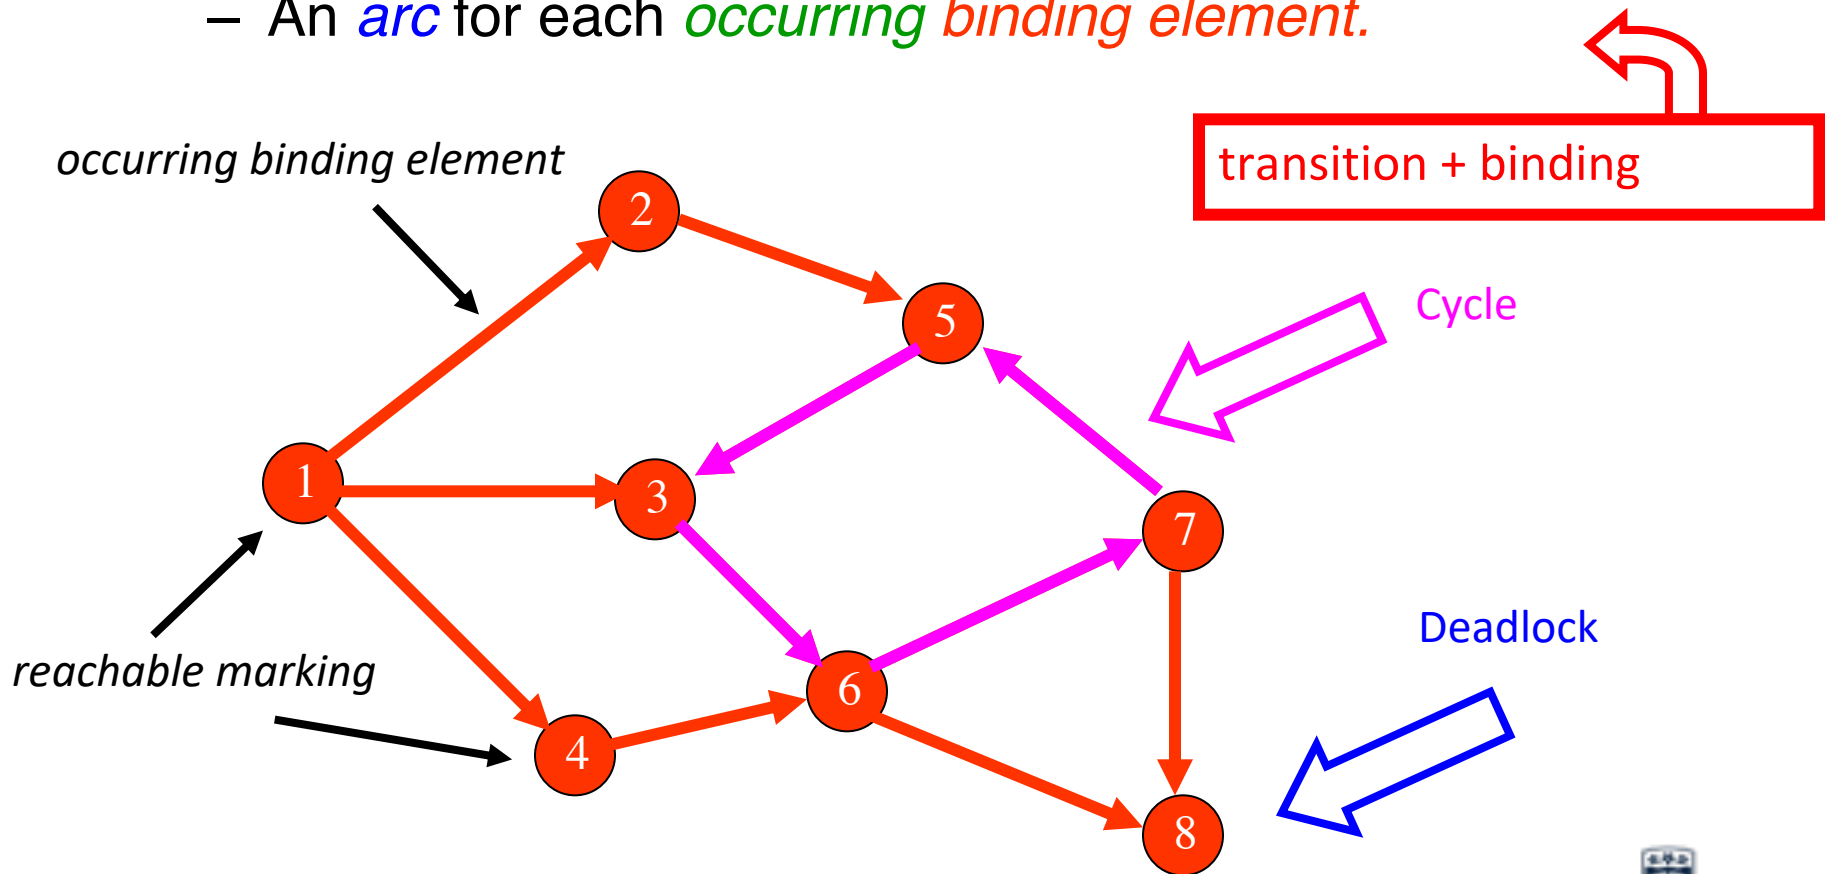 – An arc for each occurring binding element.
occurring binding element
transition + binding
2
Cycle
5
1
3
7
Deadlock
reachable marking
6
4
8